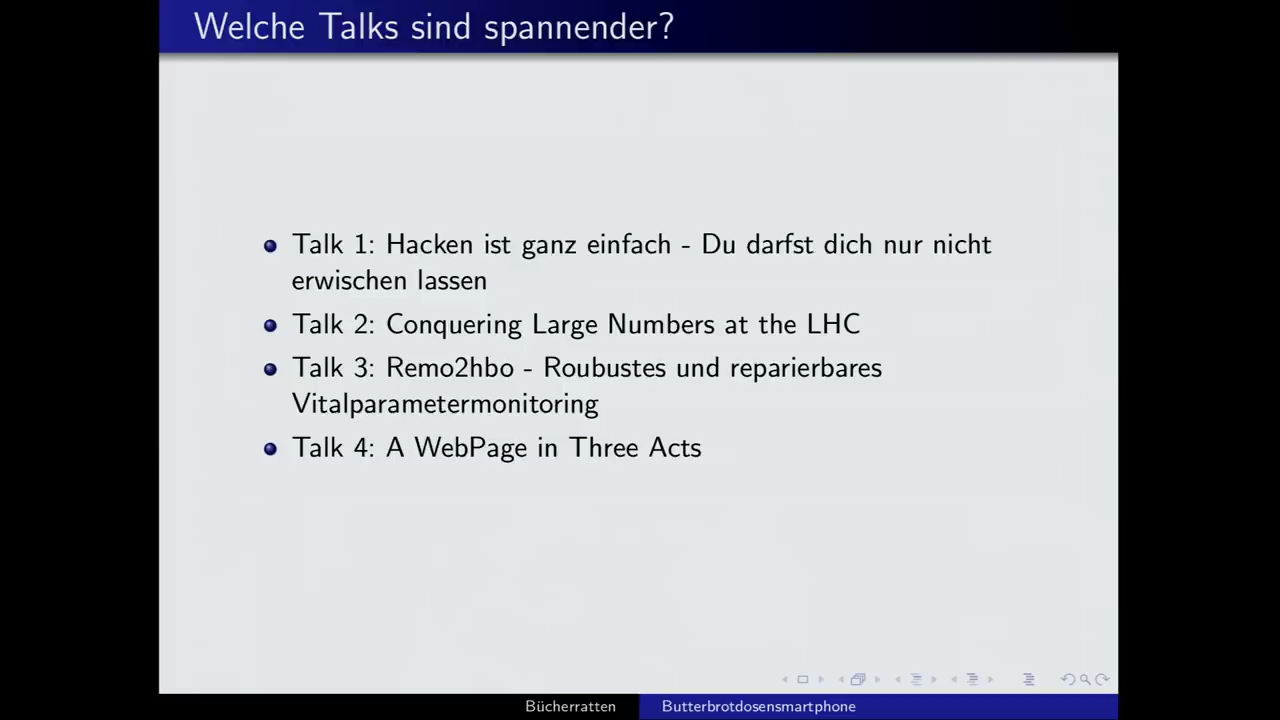 Welche Talks sind spannender?
Talk 1: Hacken ist ganz einfach - Du darfst dich nur nicht
erwischen lassen
Talk 2: Conquering Large Numbers at the LHC
Talk 3: Remo2hbo - Roubustes und reparierbares
Vitalparametermonitoring
Talk 4: A WebPage in Three Acts
Bücherratten Butterbrotdosensmartphone